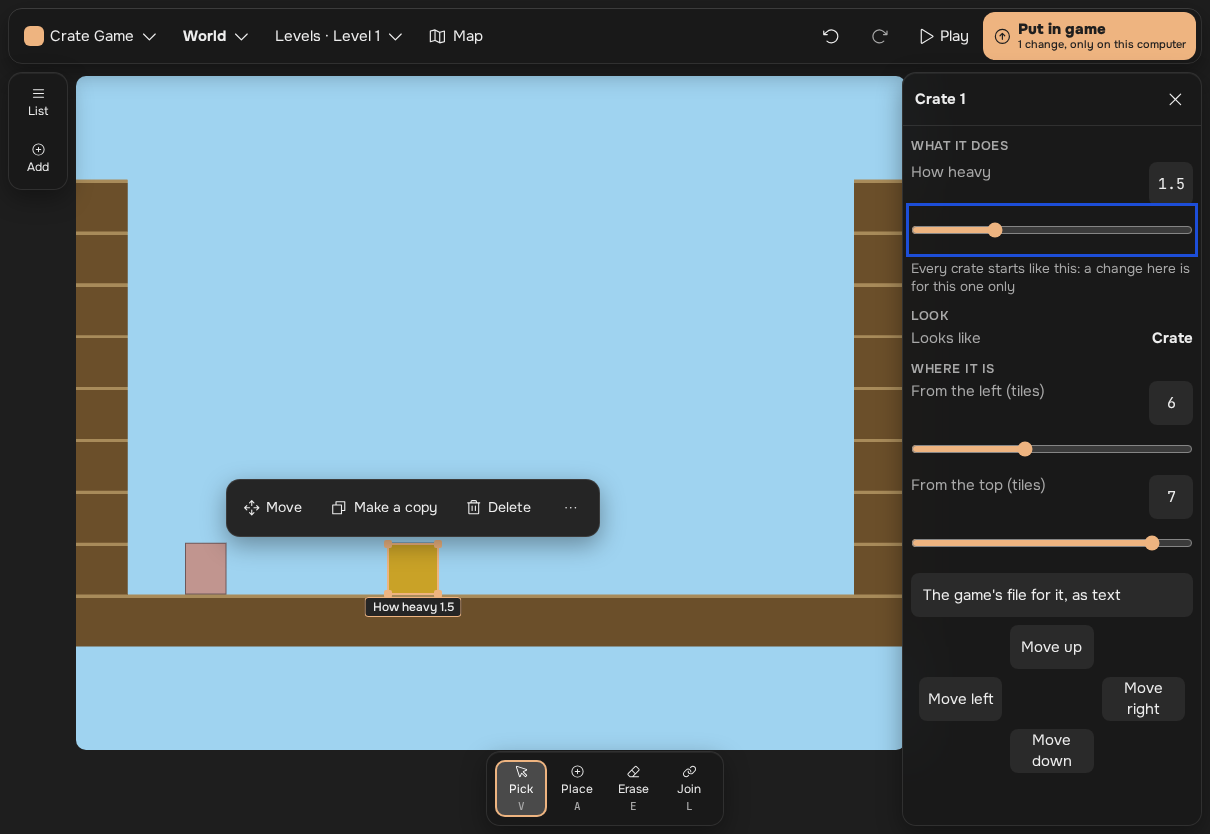 Crate Game
World
Levels · Level 1
Map
Play
Put in game
1 change, only on this computer
List
Add
Crate 1
WHAT IT DOES
How heavy
1.5
Every crate starts like this: a change here is
for this one only
LOOK
Looks like
Crate
WHERE IT IS
From the left (tiles)
6
From the top (tiles)
7
The game's file for it, as text
Move up
Move left
Move
right
Move
down
Move
Make a copy
Delete
···
How heavy 1.5
Pick
V
Place
A
Erase
E
Join
L